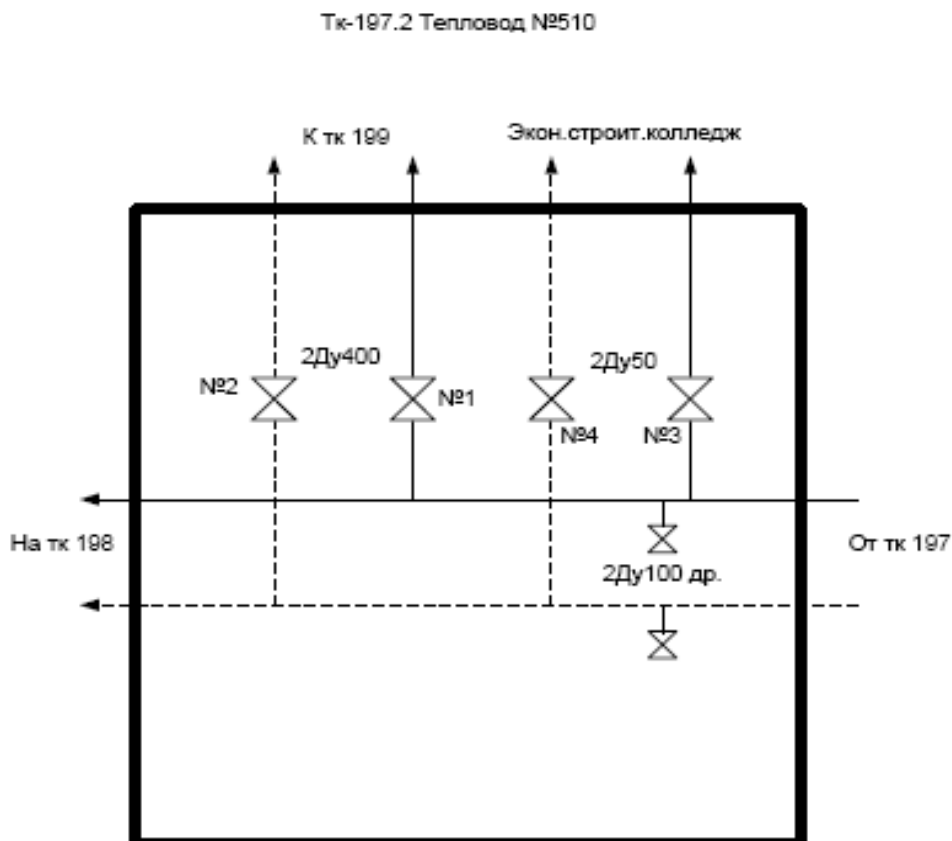 Тк-197.2 Тепловод №510
К тк 199
Экон.строит.колледж
2Ду400
2Ду50
№2
№1
№4
№3
На тк 198
От тк 197
2Ду100 др.